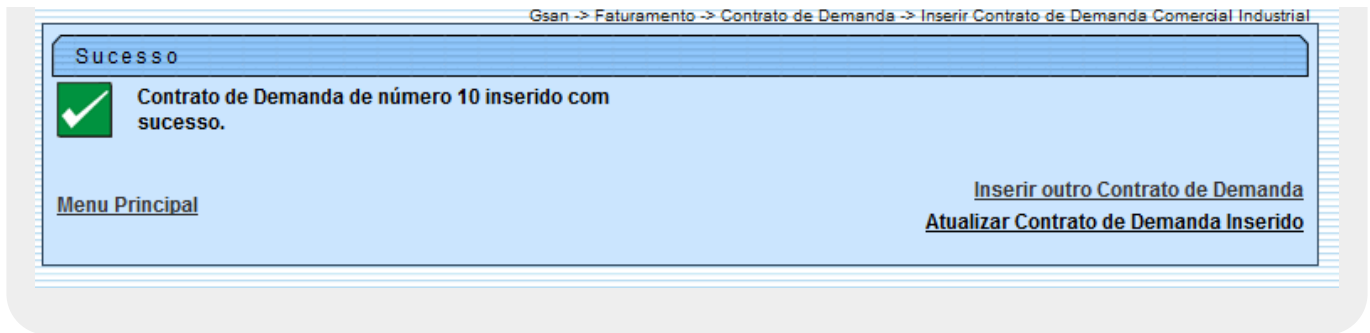 Gsan -> Faturamento -> Contrato de Demanda -> Inserir Contrato de Demanda Comercial Industrial
Sucesso
Contrato de Demanda de número 10 inserido com
sucesso.
Inserir outro Contrato de Demanda
Menu Principal
Atualizar Contrato de Demanda Inserido